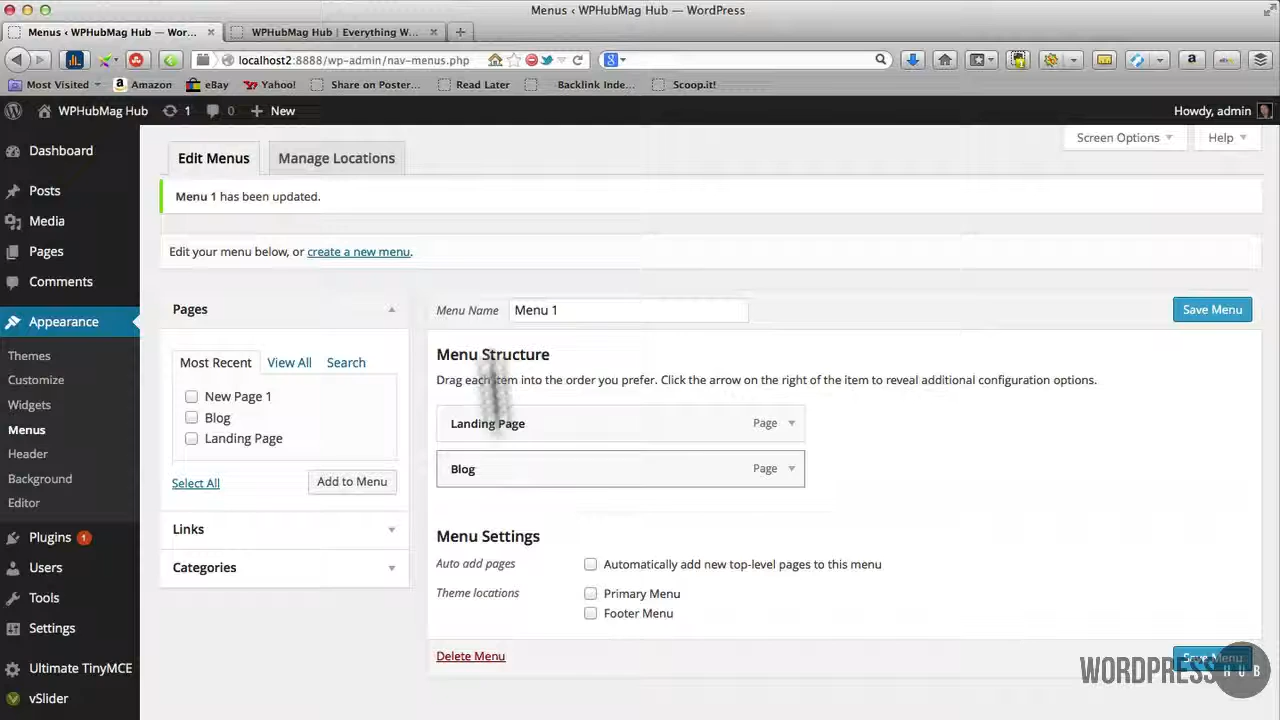 Menus ‹ WPHubMag Hub — WordPress
Menus ‹ WPHubMag Hub — Wor... × WPHubMag Hub | Everything W... × +
localhost2:8888/wp-admin/nav-menus.php
Most Visited Amazon eBay Yahoo! Share on Poster... Read Later Backlink Inde... Scoop.it!
WPHubMag Hub 1 0 + New Howdy, admin
Screen Options Help
Edit Menus Manage Locations
Menu 1 has been updated.
Edit your menu below, or create a new menu.
Dashboard
Posts
Media
Pages
Comments
Appearance
Themes
Customize
Widgets
Menus
Header
Background
Editor
Plugins 1
Users
Tools
Settings
Ultimate TinyMCE
vSlider
Pages
Most Recent View All Search
New Page 1
Blog
Landing Page
Select All Add to Menu
Links
Categories
Menu Name Menu 1 Save Menu
Menu Structure
Drag each item into the order you prefer. Click the arrow on the right of the item to reveal additional configuration options.
Landing Page Page
Blog Page
Menu Settings
Auto add pages Automatically add new top-level pages to this menu
Theme locations Primary Menu
Footer Menu
Delete Menu Save Menu
WORDPRESS HUB